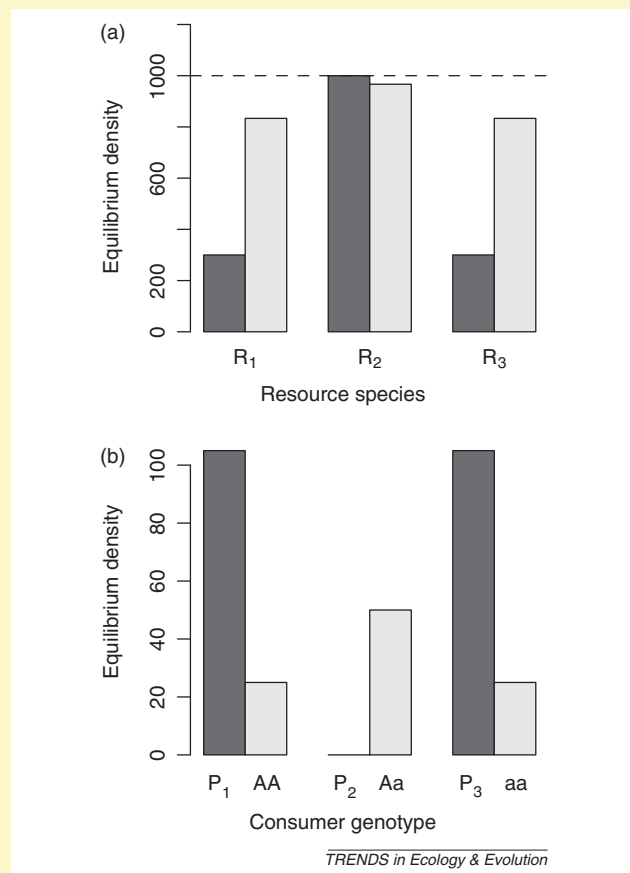 (a)
Equilibrium density
1000
600
200
0
R1 R2 R3
Resource species
(b)
Equilibrium density
100
80
60
40
20
0
P1 AA P2 Aa P3 aa
Consumer genotype
TRENDS in Ecology & Evolution